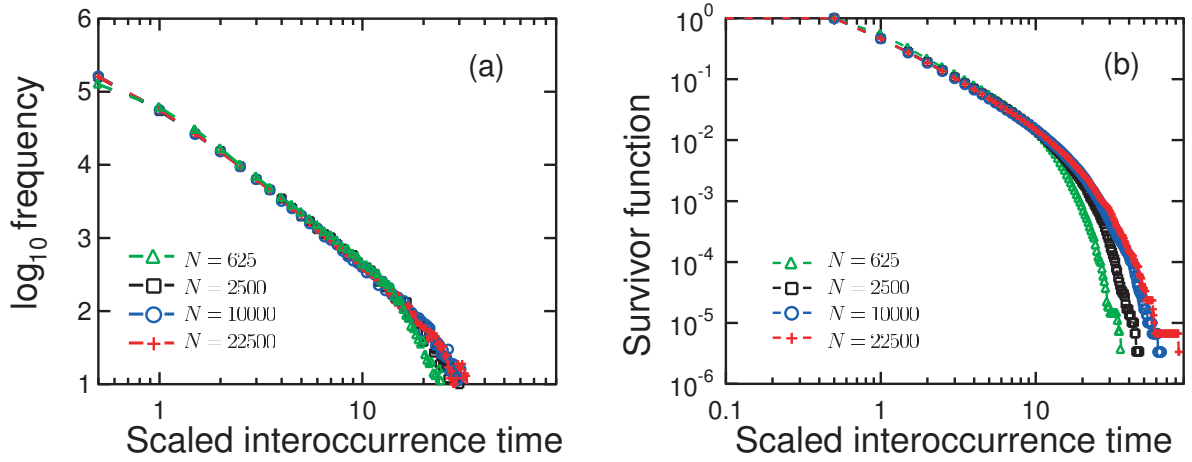 (a)
log10 frequency
6
5
4
3
2
1
N = 625
N = 2500
N = 10000
N = 22500
1
10
Scaled interoccurrence time
(b)
Survivor function
10^0
10^-1
10^-2
10^-3
10^-4
10^-5
10^-6
N = 625
N = 2500
N = 10000
N = 22500
0.1
1
10
Scaled interoccurrence time